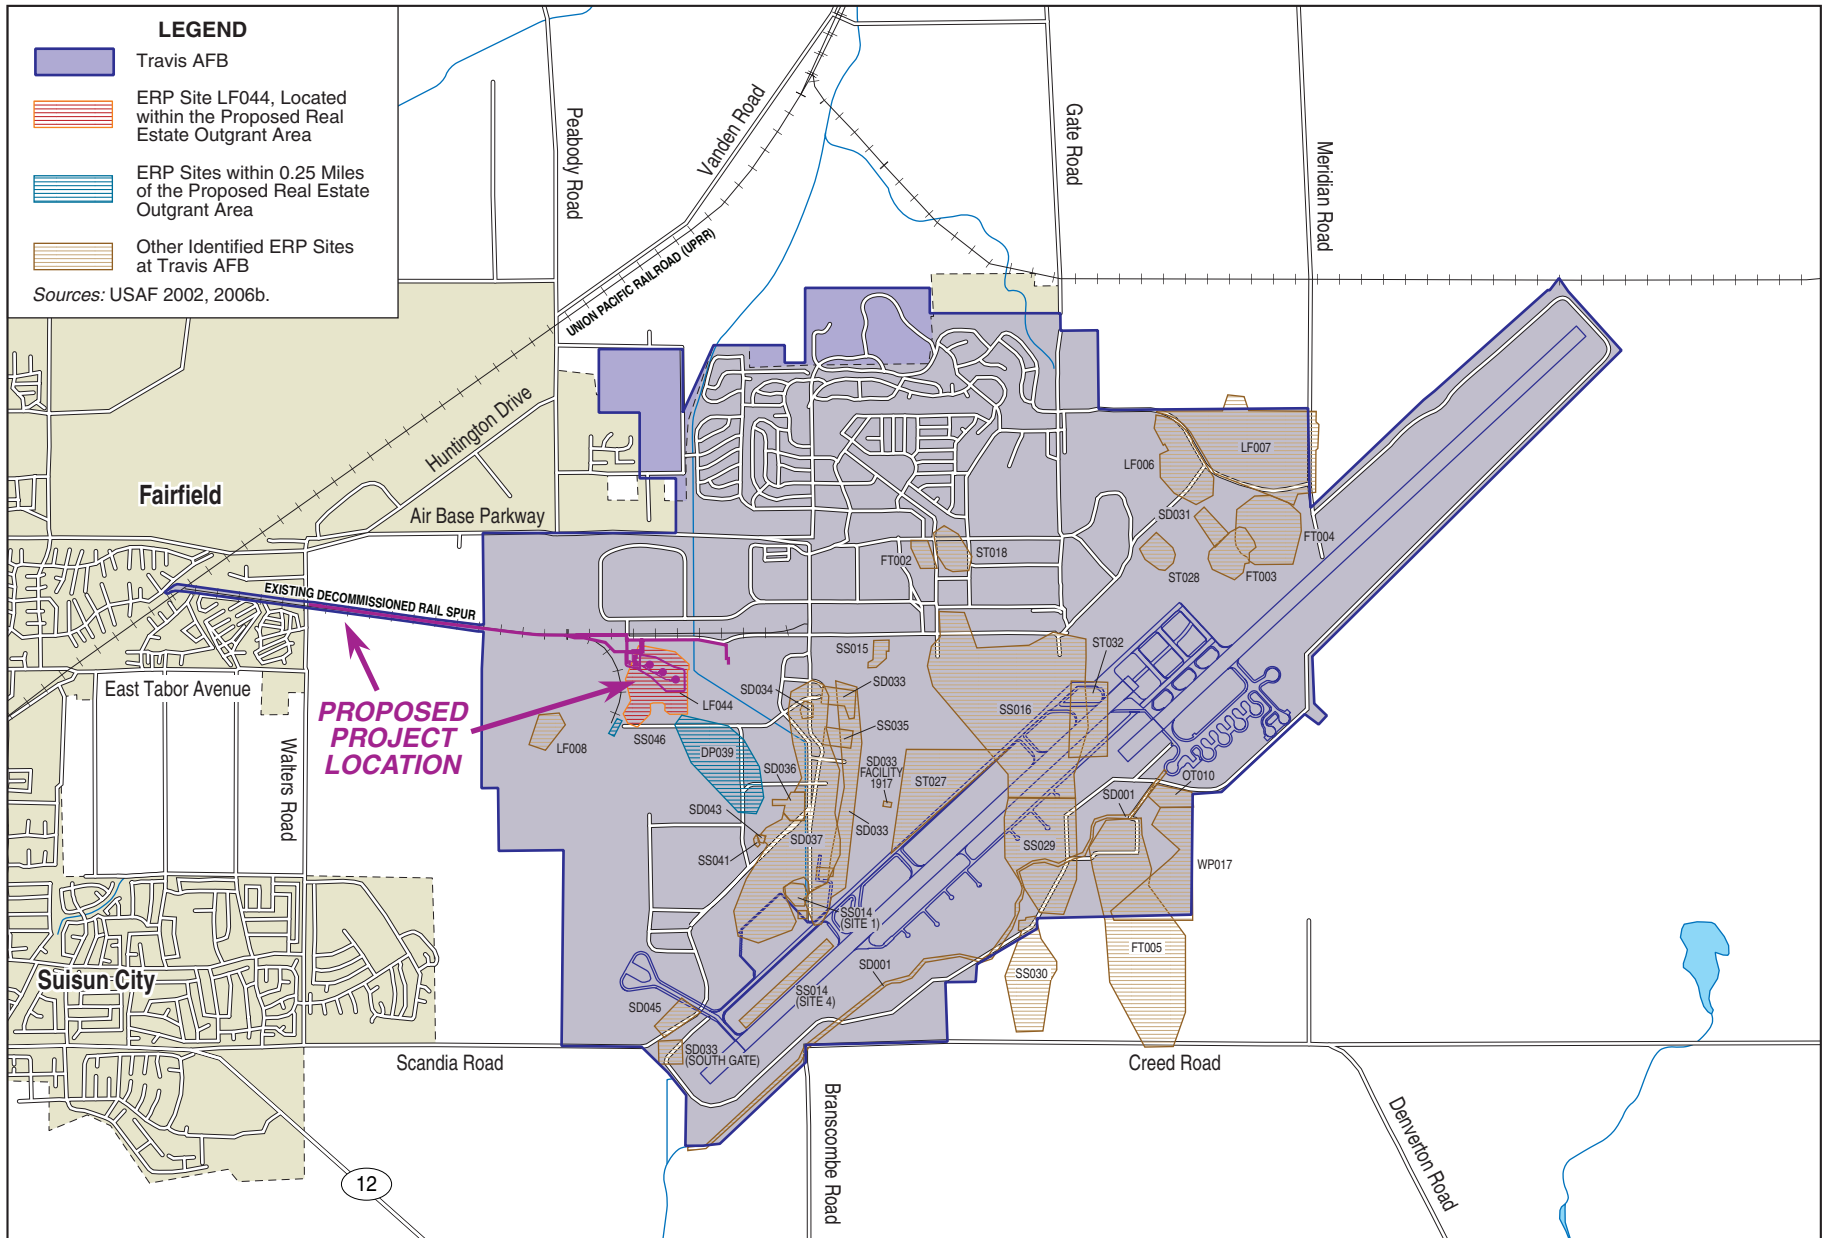 LEGEND
Travis AFB
ERP Site LF044, Located
within the Proposed Real
Estate Outgrant Area
ERP Sites within 0.25 Miles
of the Proposed Real Estate
Outgrant Area
Other Identified ERP Sites
at Travis AFB
Sources: USAF 2002, 2006b.
Peabody Road
Vanden Road
Gate Road
Meridian Road
UNION PACIFIC RAILROAD (UPRR)
Huntington Drive
Fairfield
Air Base Parkway
LF007
LF006
SD031
FT004
ST018
FT002
ST028
FT003
EXISTING DECOMMISSIONED RAIL SPUR
ST032
SS015
East Tabor Avenue
PROPOSED
PROJECT
LOCATION
SD034
SD033
LF044
SS016
SS035
SS046
LF008
DP039
SD036
SD033
FACILITY
1917
ST027
OT010
SD001
Walters Road
SD043
SD033
SD037
SS029
SS041
WP017
SS014
(SITE 1)
FT005
SD001
SS030
Suisun City
SS014
(SITE 4)
SD045
SD033
(SOUTH GATE)
Scandia Road
Creed Road
Branscombe Road
Denverton Road
12